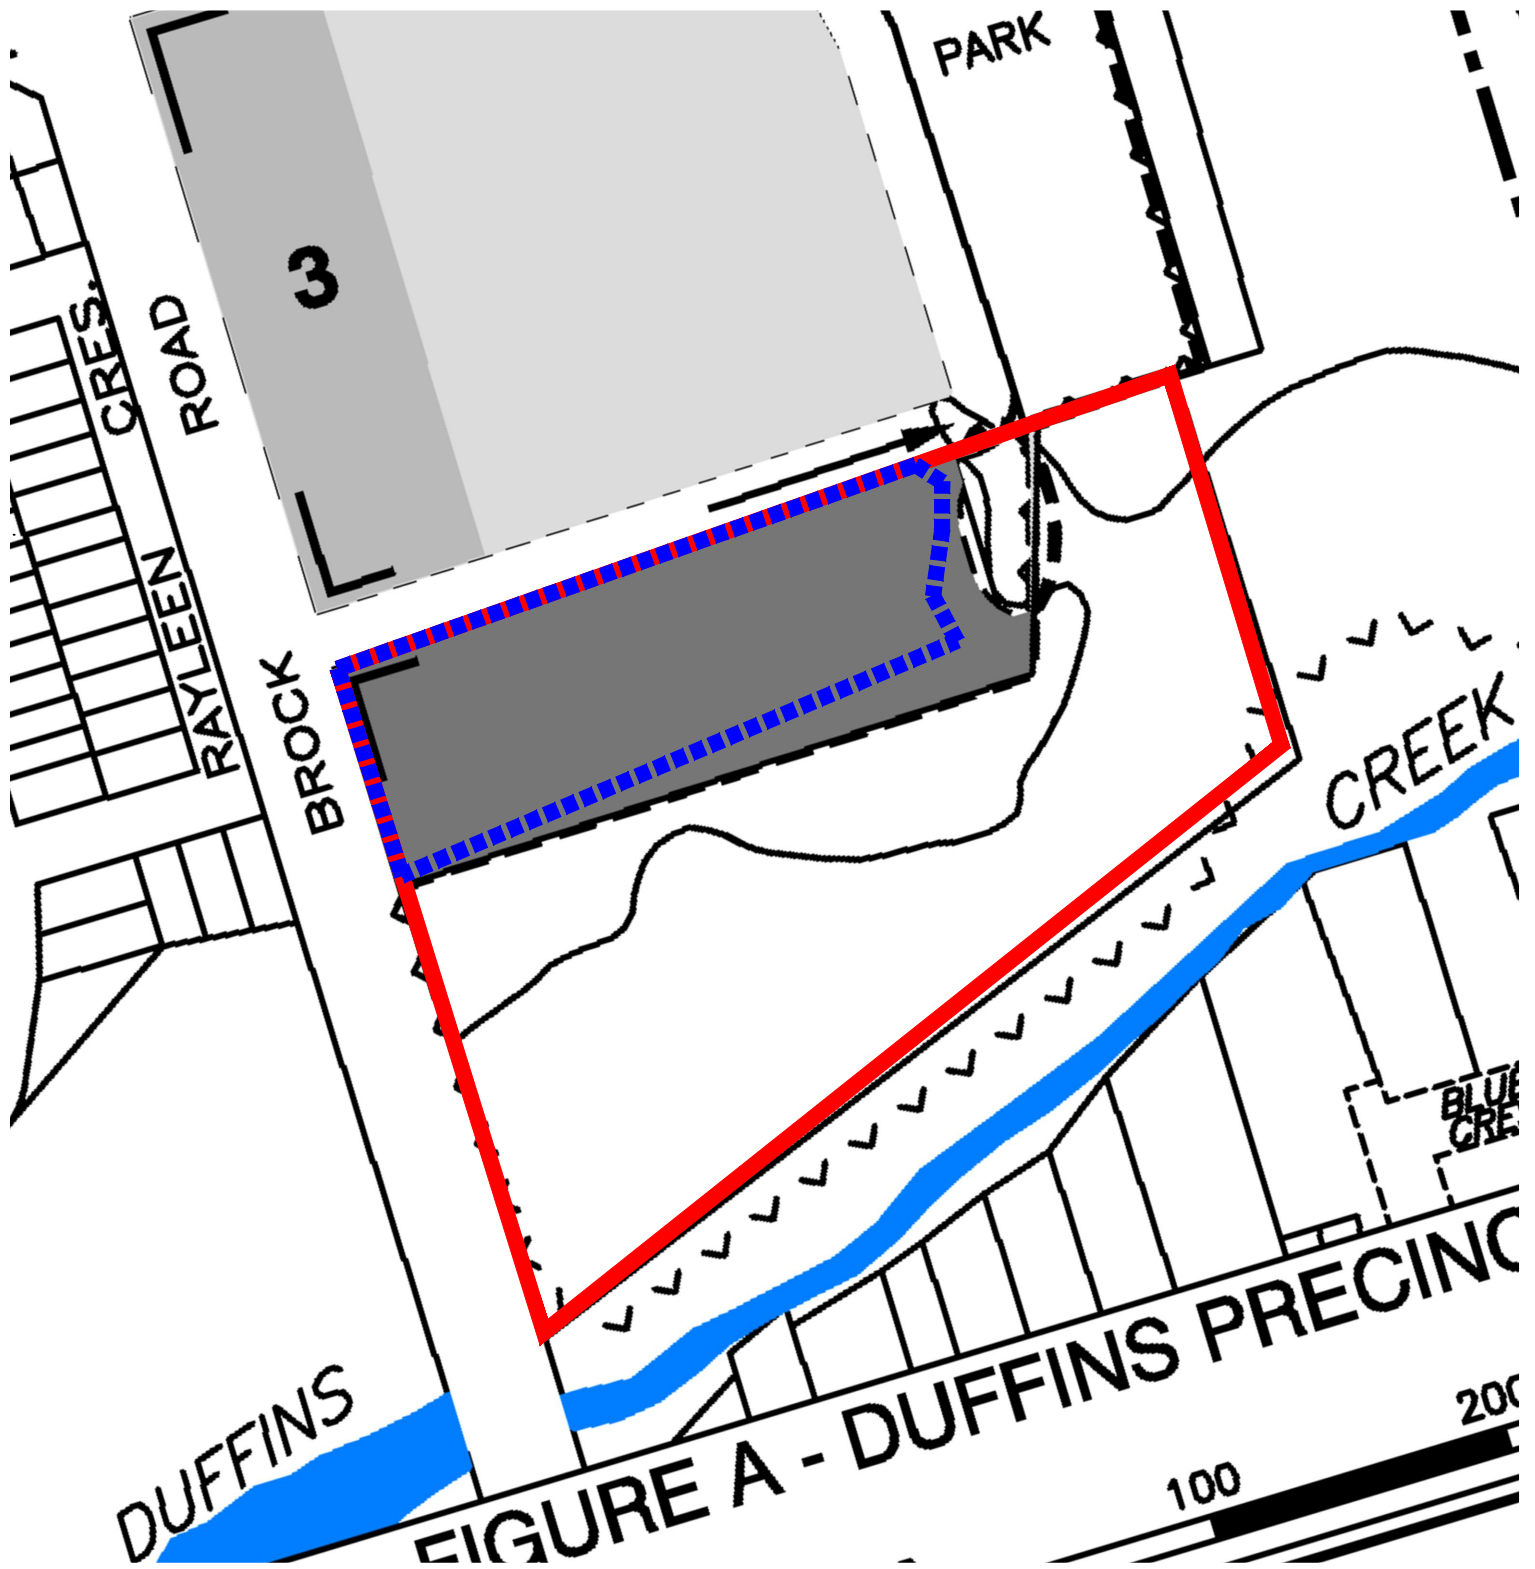 PARK
3
CRES.
ROAD
RAYLEEN
BROCK
CREEK
DUFFINS
FIGURE A - DUFFINS PRECINC
100
200